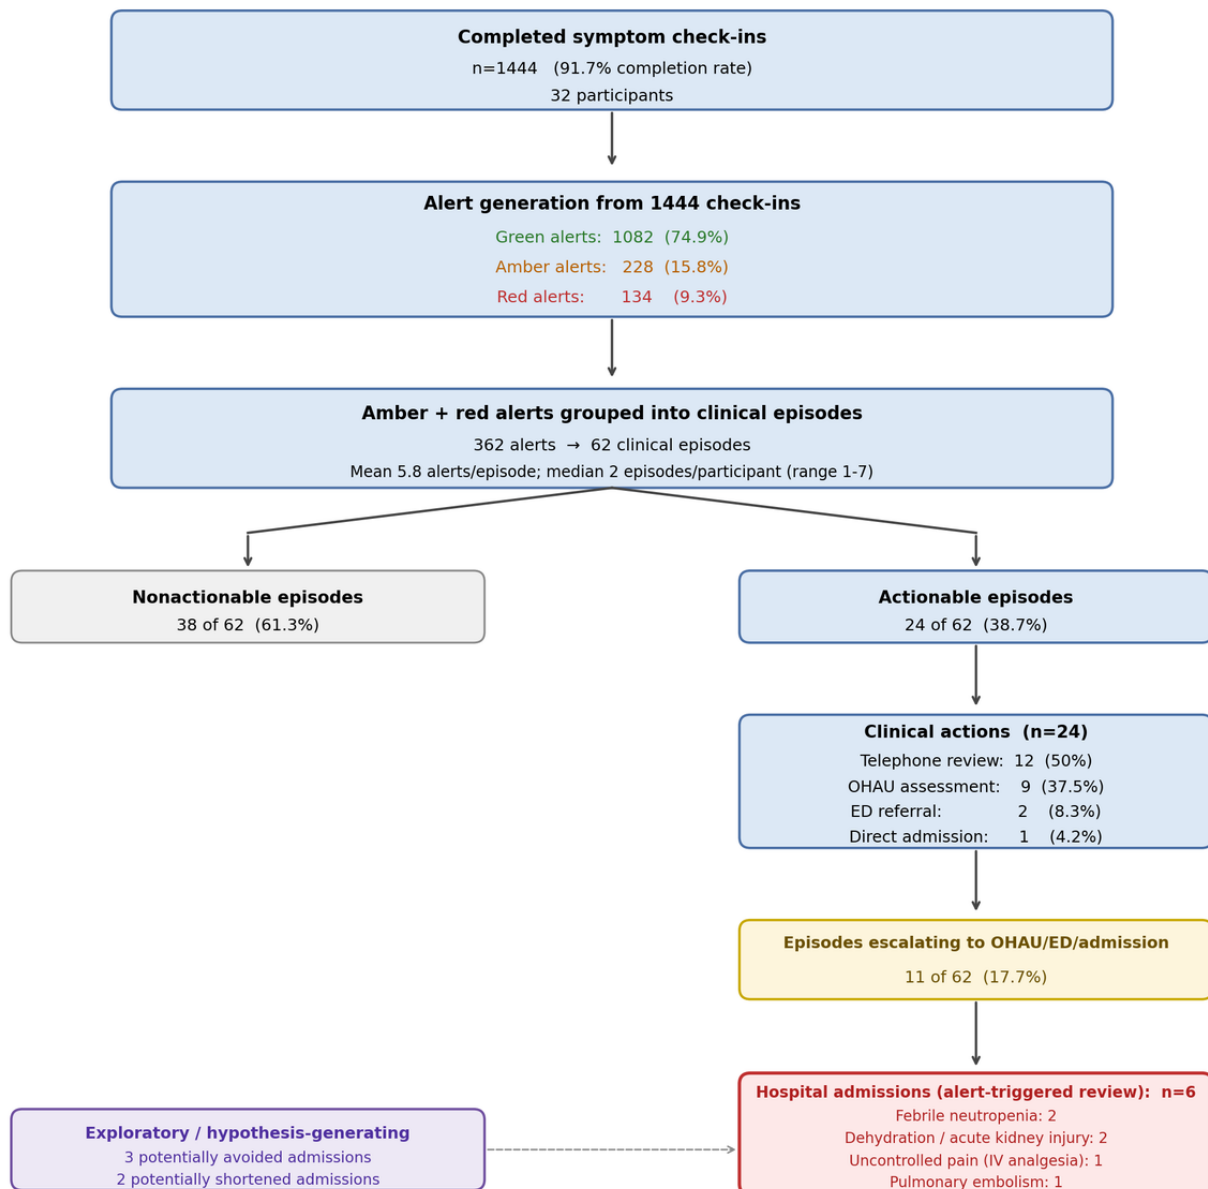 Completed symptom check-ins
n=1444 (91.7% completion rate)
32 participants
Alert generation from 1444 check-ins
Green alerts: 1082 (74.9%)
Amber alerts: 228 (15.8%)
Red alerts: 134 (9.3%)
Amber + red alerts grouped into clinical episodes
362 alerts → 62 clinical episodes
Mean 5.8 alerts/episode; median 2 episodes/participant (range 1-7)
Nonactionable episodes
38 of 62 (61.3%)
Actionable episodes
24 of 62 (38.7%)
Clinical actions (n=24)
Telephone review: 12 (50%)
OHAU assessment: 9 (37.5%)
ED referral: 2 (8.3%)
Direct admission: 1 (4.2%)
Episodes escalating to OHAU/ED/admission
11 of 62 (17.7%)
Hospital admissions (alert-triggered review): n=6
Febrile neutropenia: 2
Dehydration / acute kidney injury: 2
Uncontrolled pain (IV analgesia): 1
Pulmonary embolism: 1
Exploratory / hypothesis-generating
3 potentially avoided admissions
2 potentially shortened admissions